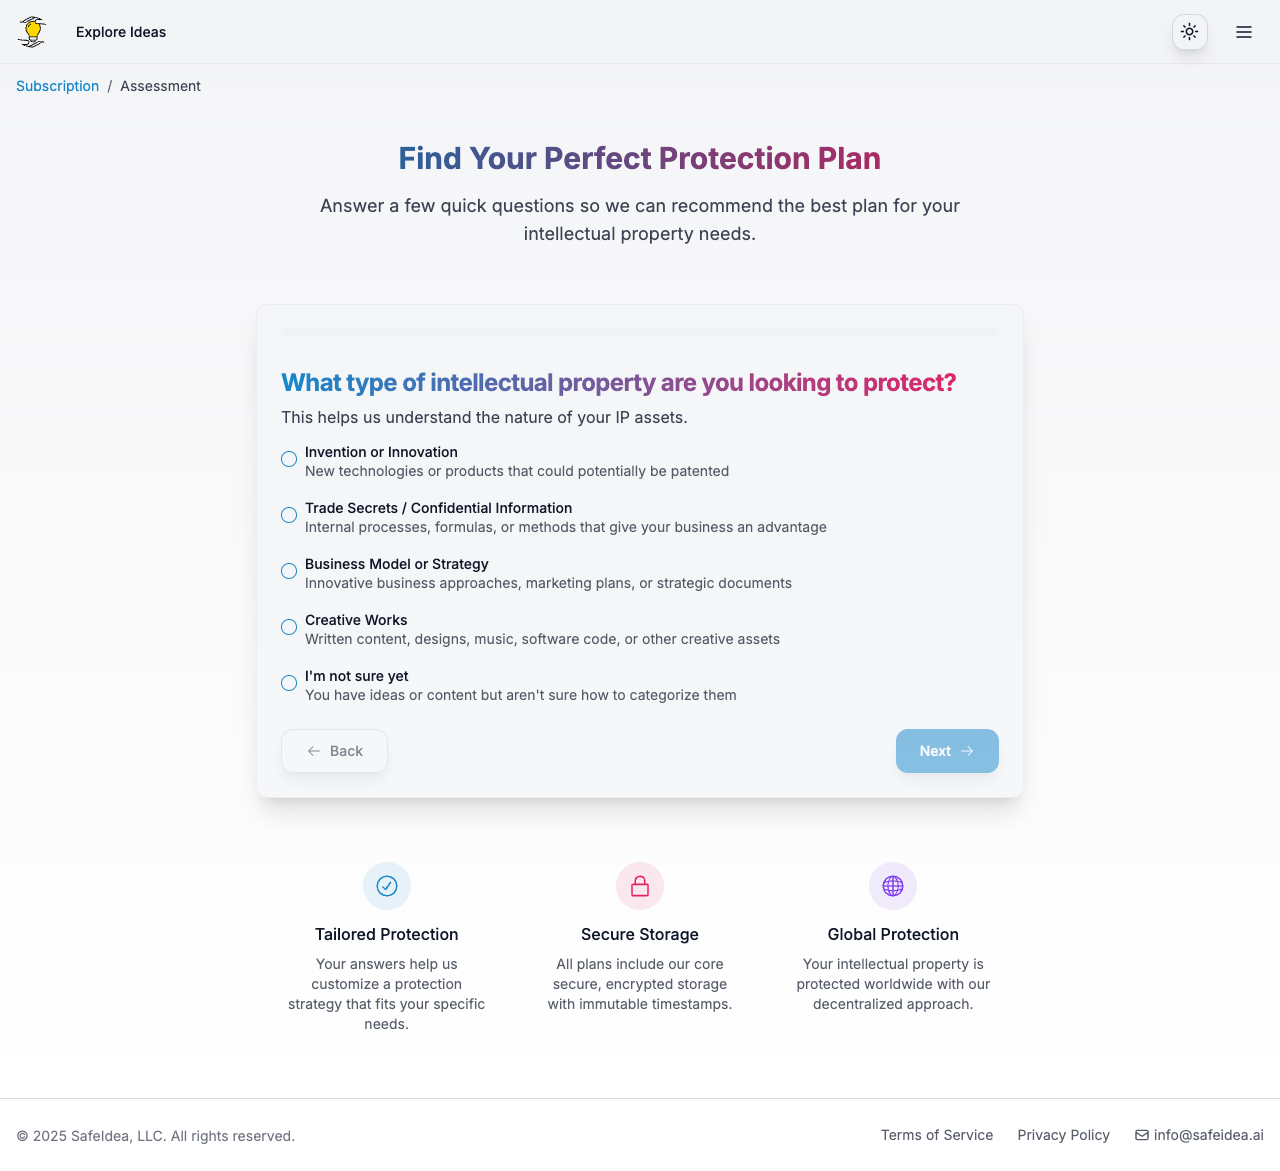 Explore Ideas
Subscription / Assessment
Find Your Perfect Protection Plan
Answer a few quick questions so we can recommend the best plan for your
intellectual property needs.
What type of intellectual property are you looking to protect?
This helps us understand the nature of your IP assets.
Invention or Innovation
New technologies or products that could potentially be patented
Trade Secrets / Confidential Information
Internal processes, formulas, or methods that give your business an advantage
Business Model or Strategy
Innovative business approaches, marketing plans, or strategic documents
Creative Works
Written content, designs, music, software code, or other creative assets
I'm not sure yet
You have ideas or content but aren't sure how to categorize them
Back
Next
Tailored Protection
Your answers help us
customize a protection
strategy that fits your specific
needs.
Secure Storage
All plans include our core
secure, encrypted storage
with immutable timestamps.
Global Protection
Your intellectual property is
protected worldwide with our
decentralized approach.
© 2025 SafeIdea, LLC. All rights reserved.
Terms of Service
Privacy Policy
info@safeidea.ai